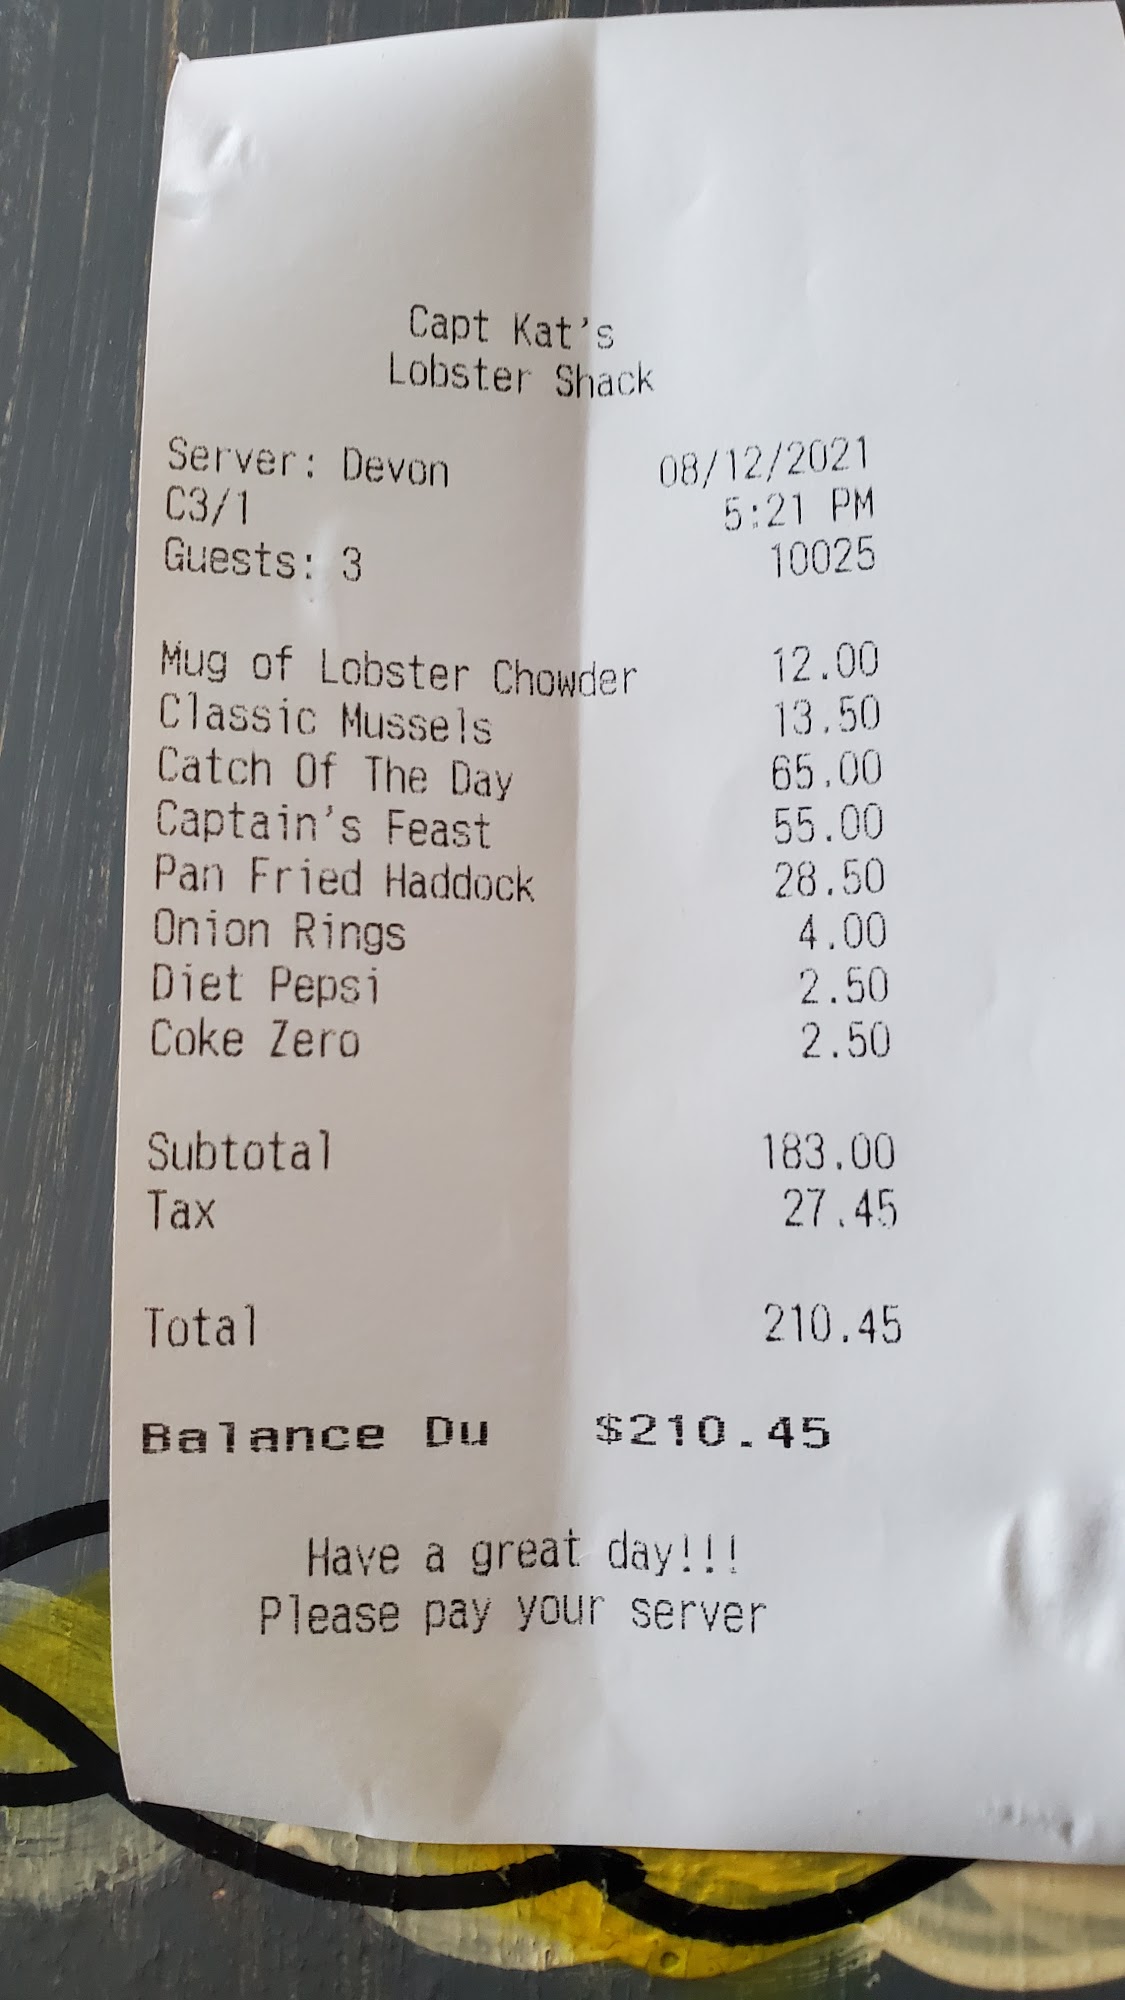 Capt Kat's
Lobster Shack
Server: Devon 08/12/2021
C3/1 5:21 PM
Guests: 3 10025
Mug of Lobster Chowder 12.00
Classic Mussels 13.50
Catch Of The Day 65.00
Captain's Feast 55.00
Pan Fried Haddock 28.50
Onion Rings 4.00
Diet Pepsi 2.50
Coke Zero 2.50
Subtotal 183.00
Tax 27.45
Total 210.45
Balance Du $210.45
Have a great day!!!
Please pay your server